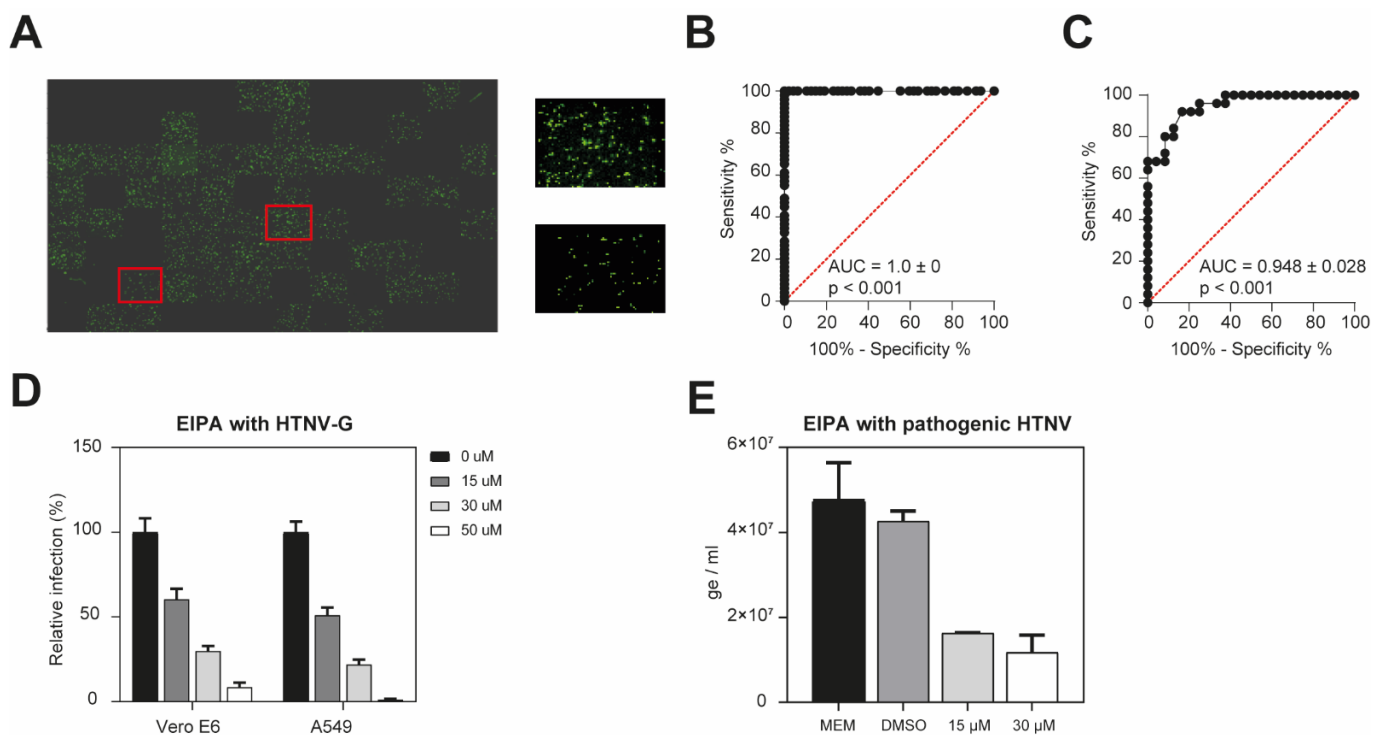 A
B
C
100
80
60
40
20
0
Sensitivity %
0 20 40 60 80 100
100% - Specificity %
AUC = 1.0 ± 0
p < 0.001
100
80
60
40
20
0
Sensitivity %
0 20 40 60 80 100
100% - Specificity %
AUC = 0.948 ± 0.028
p < 0.001
D
EIPA with HTNV-G
150
100
50
0
Relative infection (%)
Vero E6 A549
0 uM
15 uM
30 uM
50 uM
E
EIPA with pathogenic HTNV
6×10⁷
4×10⁷
2×10⁷
0
ge / ml
MEM DMSO 15 µM 30 µM